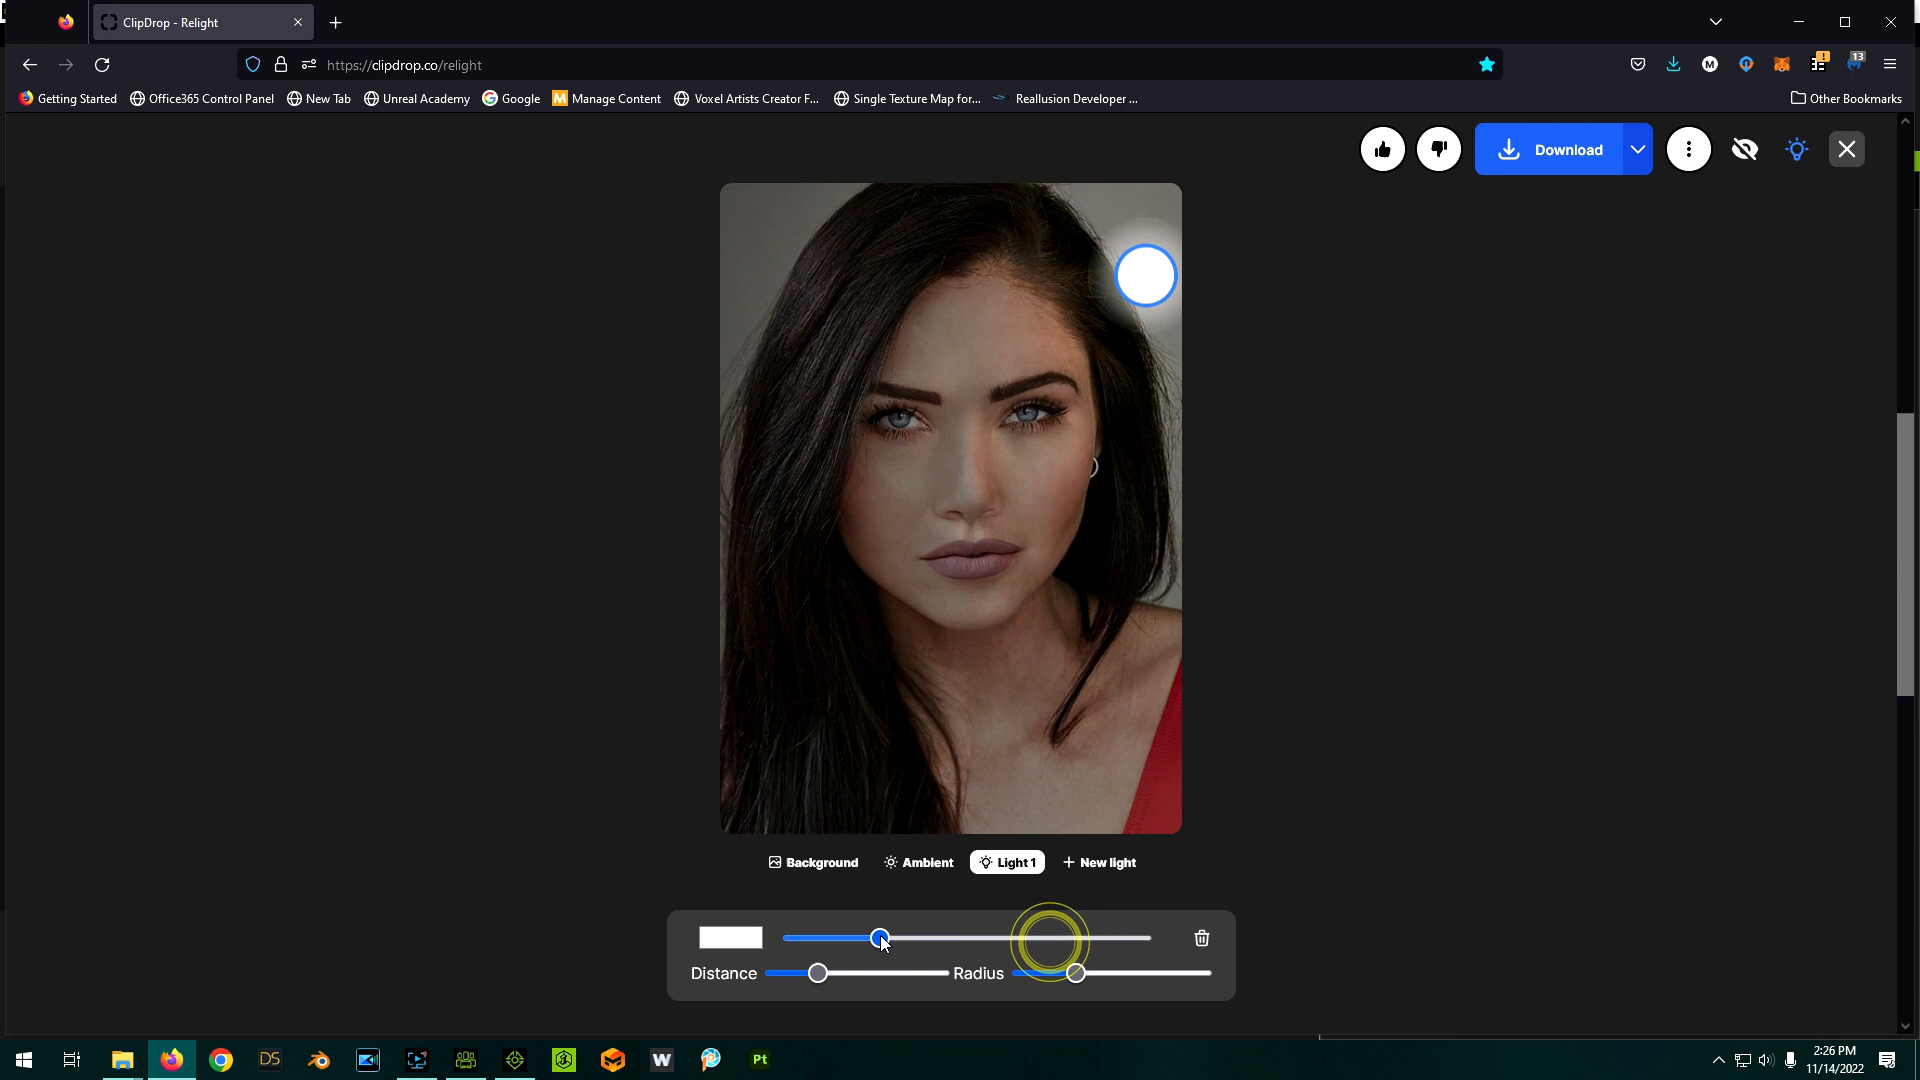 ClipDrop - Relight
https://clipdrop.co/relight
13
Getting Started
Office365 Control Panel
New Tab
Unreal Academy
Google
Manage Content
Voxel Artists Creator F...
Single Texture Map for...
Reallusion Developer ...
Other Bookmarks
Download
Background
Ambient
Light 1
New light
Distance
Radius
DS
W
Pt
2:26 PM
11/14/2022